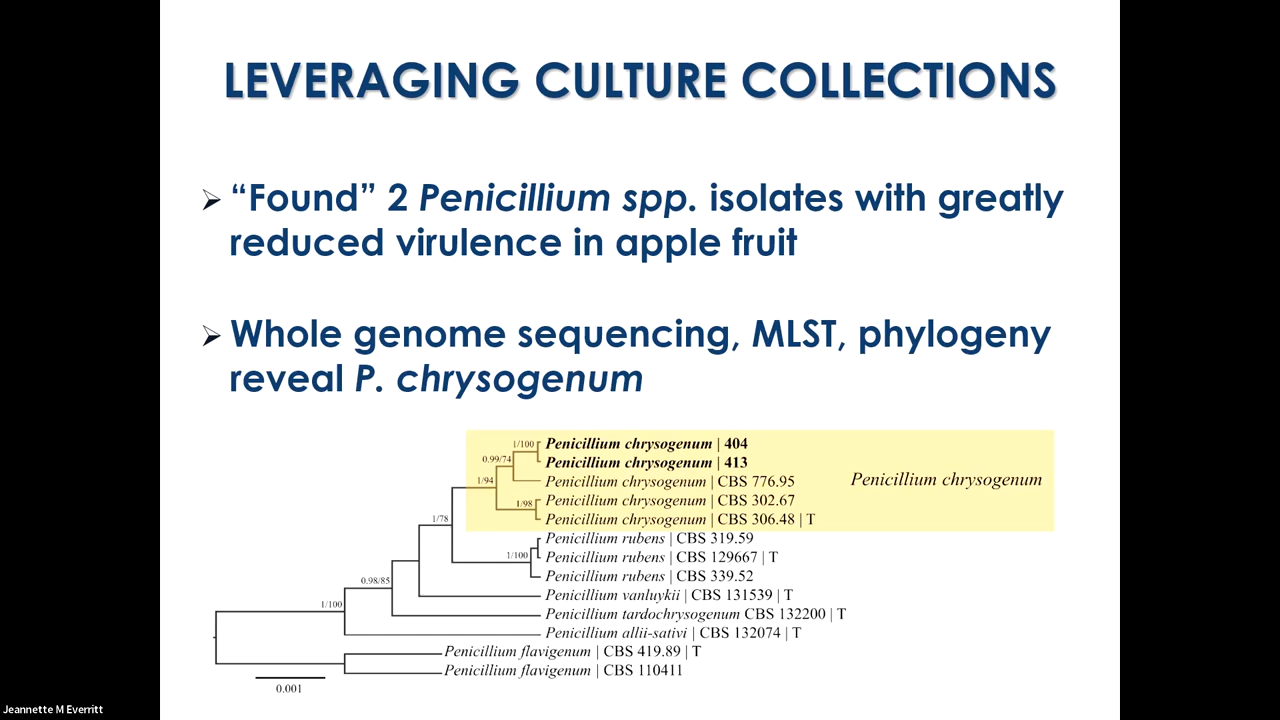 LEVERAGING CULTURE COLLECTIONS
➢ “Found” 2 Penicillium spp. isolates with greatly
reduced virulence in apple fruit
➢ Whole genome sequencing, MLST, phylogeny
reveal P. chrysogenum
1/100
Penicillium chrysogenum | 404
0.99/74
Penicillium chrysogenum | 413
1/94
Penicillium chrysogenum | CBS 776.95
Penicillium chrysogenum
1/98
Penicillium chrysogenum | CBS 302.67
1/78
Penicillium chrysogenum | CBS 306.48 | T
Penicillium rubens | CBS 319.59
1/100
Penicillium rubens | CBS 129667 | T
0.98/85
Penicillium rubens | CBS 339.52
Penicillium vanluykii | CBS 131539 | T
1/100
Penicillium tardochrysogenum CBS 132200 | T
Penicillium allii-sativi | CBS 132074 | T
Penicillium flavigenum | CBS 419.89 | T
Penicillium flavigenum | CBS 110411
0.001
Jeannette M Everritt